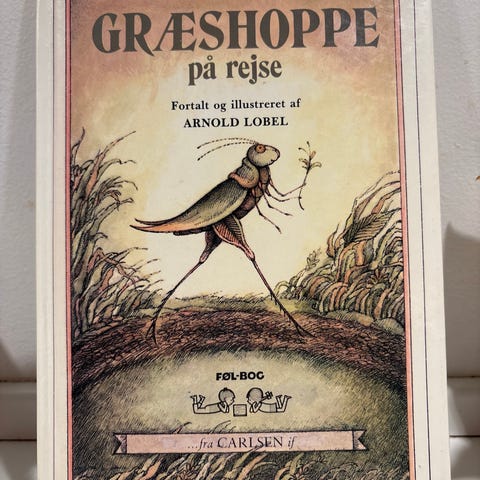 GRÆSHOPPE
på rejse
Fortalt og illustreret af
ARNOLD LOBEL
FØL-BOG
...fra CARLSEN if